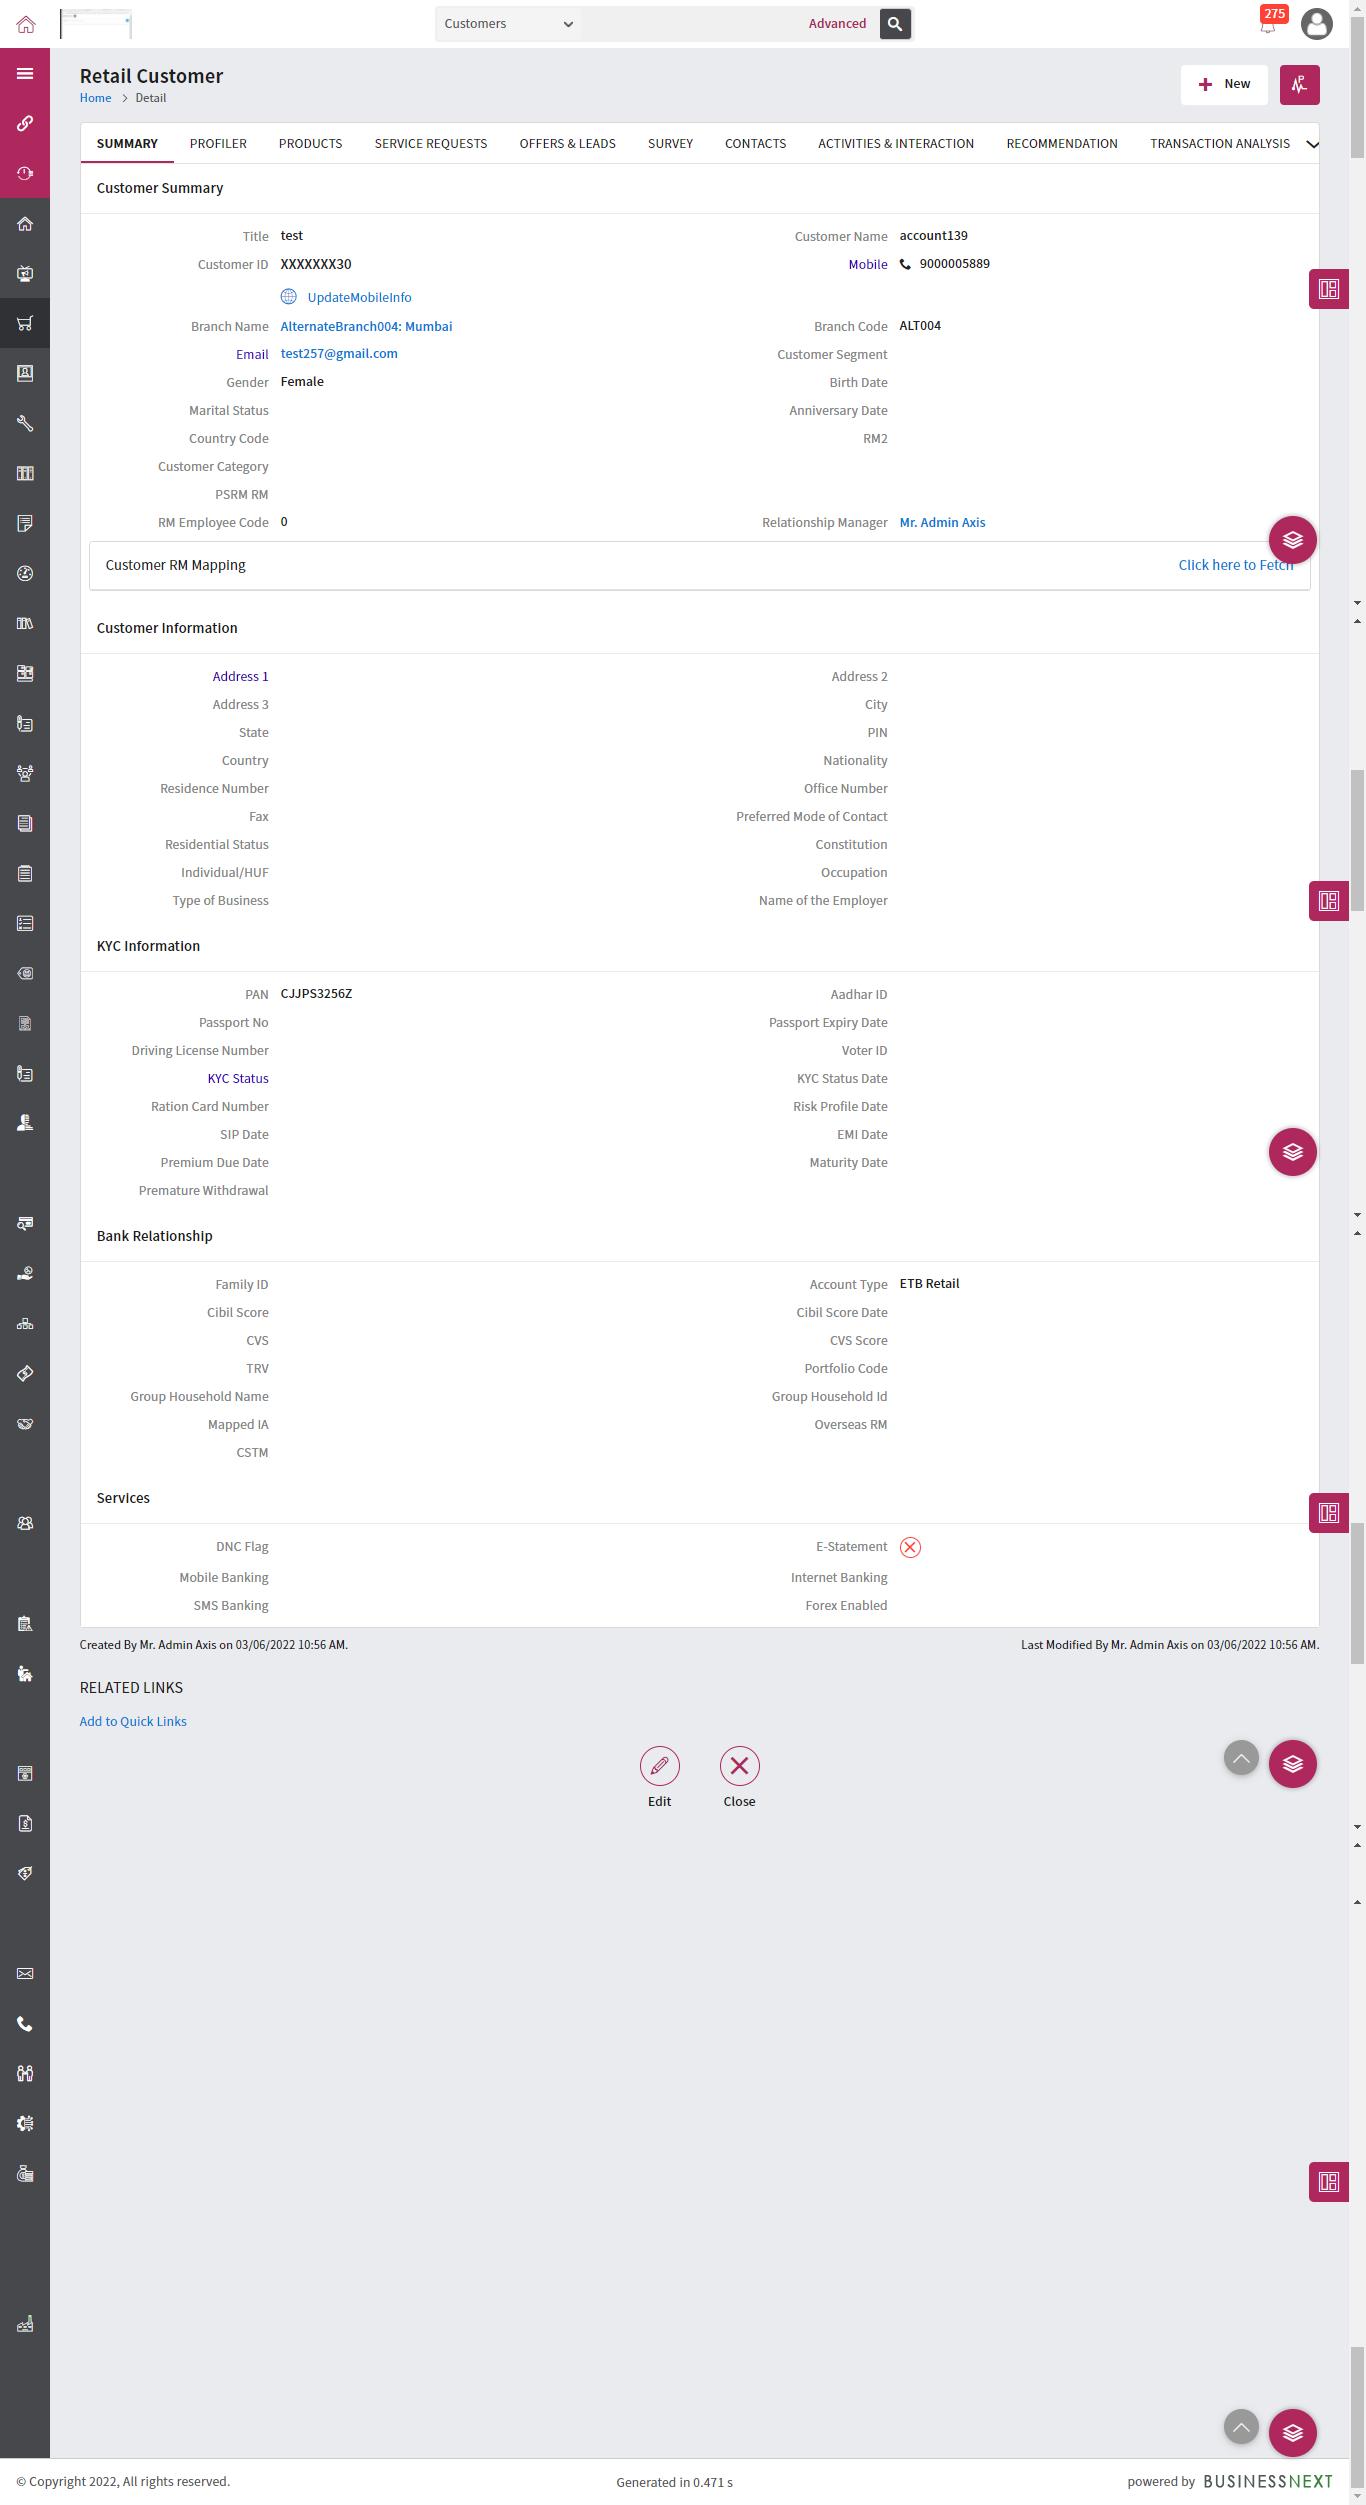 Customers Advanced 275
Retail Customer
New
Home > Detail
SUMMARY PROFILER PRODUCTS SERVICE REQUESTS OFFERS & LEADS SURVEY CONTACTS ACTIVITIES & INTERACTION RECOMMENDATION TRANSACTION ANALYSIS
Customer Summary
Title test Customer Name account139
Customer ID XXXXXXX30 Mobile 9000005889
UpdateMobileInfo
Branch Name AlternateBranch004: Mumbai Branch Code ALT004
Email test257@gmail.com Customer Segment
Gender Female Birth Date
Marital Status Anniversary Date
Country Code RM2
Customer Category
PSRM RM
RM Employee Code 0 Relationship Manager Mr. Admin Axis
Customer RM Mapping Click here to Fetch
Customer Information
Address 1 Address 2
Address 3 City
State PIN
Country Nationality
Residence Number Office Number
Fax Preferred Mode of Contact
Residential Status Constitution
Individual/HUF Occupation
Type of Business Name of the Employer
KYC Information
PAN CJJPS3256Z Aadhar ID
Passport No Passport Expiry Date
Driving License Number Voter ID
KYC Status KYC Status Date
Ration Card Number Risk Profile Date
SIP Date EMI Date
Premium Due Date Maturity Date
Premature Withdrawal
Bank Relationship
Family ID Account Type ETB Retail
Cibil Score Cibil Score Date
CVS CVS Score
TRV Portfolio Code
Group Household Name Group Household Id
Mapped IA Overseas RM
CSTM
Services
DNC Flag E-Statement
Mobile Banking Internet Banking
SMS Banking Forex Enabled
Created By Mr. Admin Axis on 03/06/2022 10:56 AM. Last Modified By Mr. Admin Axis on 03/06/2022 10:56 AM.
RELATED LINKS
Add to Quick Links
Edit Close
© Copyright 2022, All rights reserved. Generated in 0.471 s powered by BUSINESSNEXT